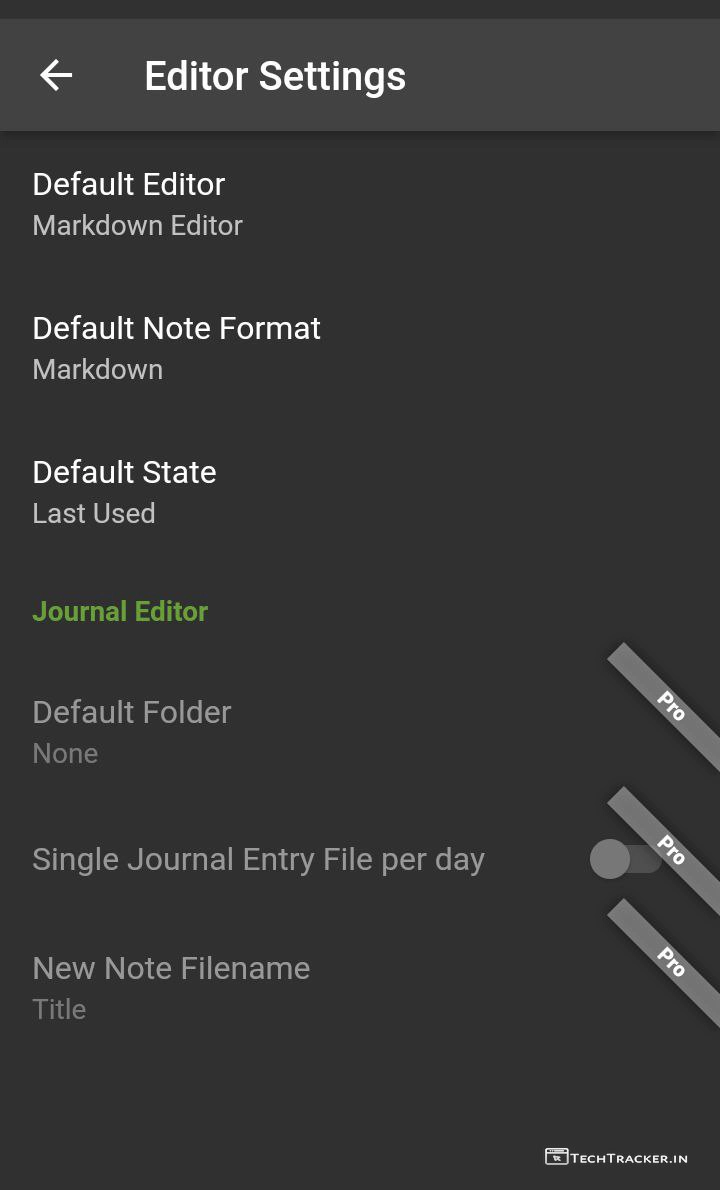 Editor Settings
Default Editor
Markdown Editor
Default Note Format
Markdown
Default State
Last Used
Journal Editor
Default Folder
None
Pro
Single Journal Entry File per day
Pro
New Note Filename
Title
Pro
TECHTRACKER.IN